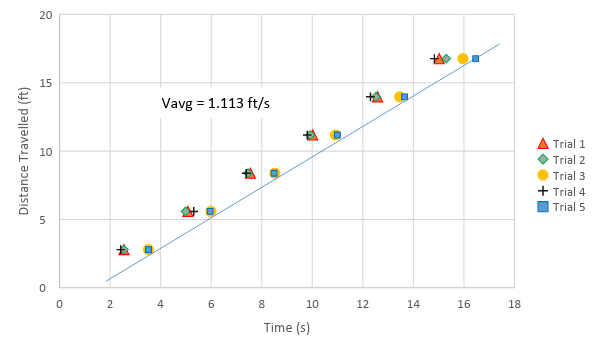 20
15
10
5
0
Distance Travelled (ft)
Vavg = 1.113 ft/s
0 2 4 6 8 10 12 14 16 18
Time (s)
Trial 1
Trial 2
Trial 3
Trial 4
Trial 5